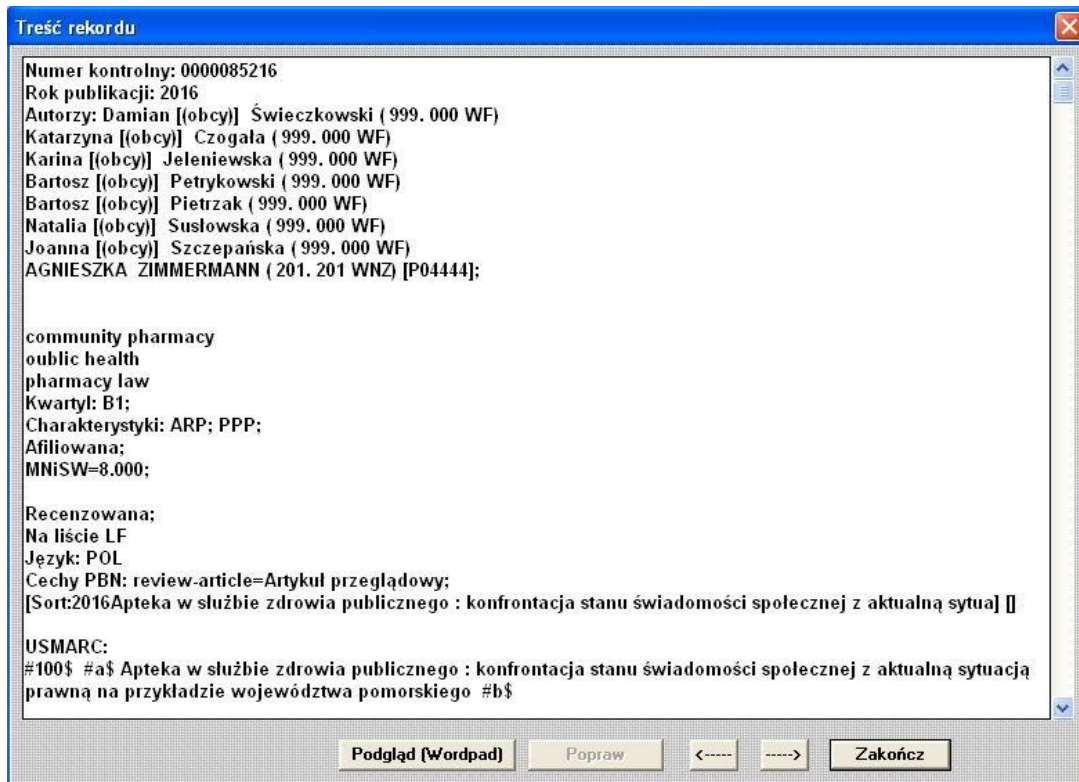 Treść rekordu
Numer kontrolny: 0000085216
Rok publikacji: 2016
Autorzy: Damian [(obcy)] Świeczkowski ( 999. 000 WF)
Katarzyna [(obcy)] Czogała ( 999. 000 WF)
Karina [(obcy)] Jeleniewska ( 999. 000 WF)
Bartosz [(obcy)] Petrykowski ( 999. 000 WF)
Bartosz [(obcy)] Pietrzak ( 999. 000 WF)
Natalia [(obcy)] Susłowska ( 999. 000 WF)
Joanna [(obcy)] Szczepańska ( 999. 000 WF)
AGNIESZKA ZIMMERMANN ( 201. 201 WNZ) [P04444];
community pharmacy
oublic health
pharmacy law
Kwartyl: B1;
Charakterystyki: ARP; PPP;
Afiliowana;
MNiSW=8.000;
Recenzowana;
Na liście LF
Język: POL
Cechy PBN: review-article=Artykuł przeglądowy;
[Sort:2016Apteka w służbie zdrowia publicznego : konfrontacja stanu świadomości społecznej z aktualną sytua] []
USMARC:
#100$ #a$ Apteka w służbie zdrowia publicznego : konfrontacja stanu świadomości społecznej z aktualną sytuacją
prawną na przykładzie województwa pomorskiego #b$
Podgląd (Wordpad) Popraw <----- -----> Zakończ